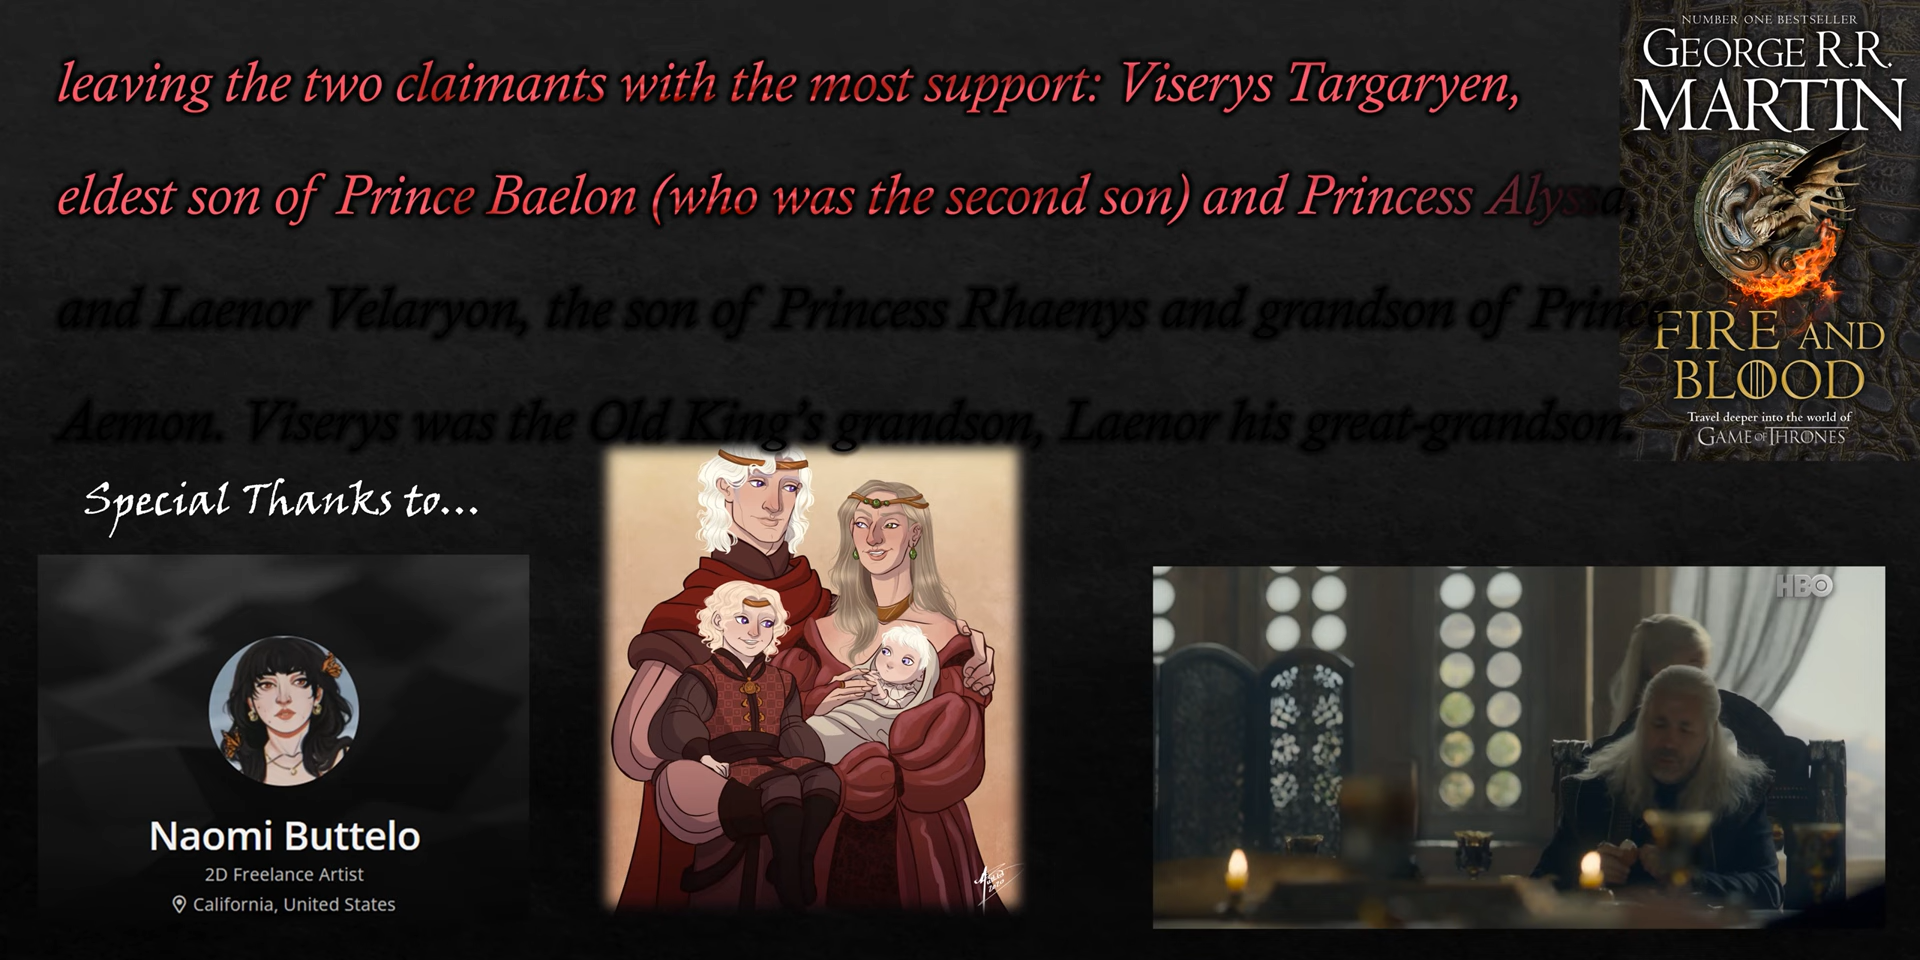 leaving the two claimants with the most support: Viserys Targaryen,
eldest son of Prince Baelon (who was the second son) and Princess Alyssa,
and Laenor Velaryon, the son of Princess Rhaenys and grandson of Prince
Aemon. Viserys was the Old King's grandson, Laenor his great-grandson.
NUMBER ONE BESTSELLER
GEORGE R.R.
MARTIN
FIRE AND
BLOOD
Travel deeper into the world of
GAME OF THRONES
Special Thanks to...
Naomi Buttelo
2D Freelance Artist
California, United States
2020
HBO